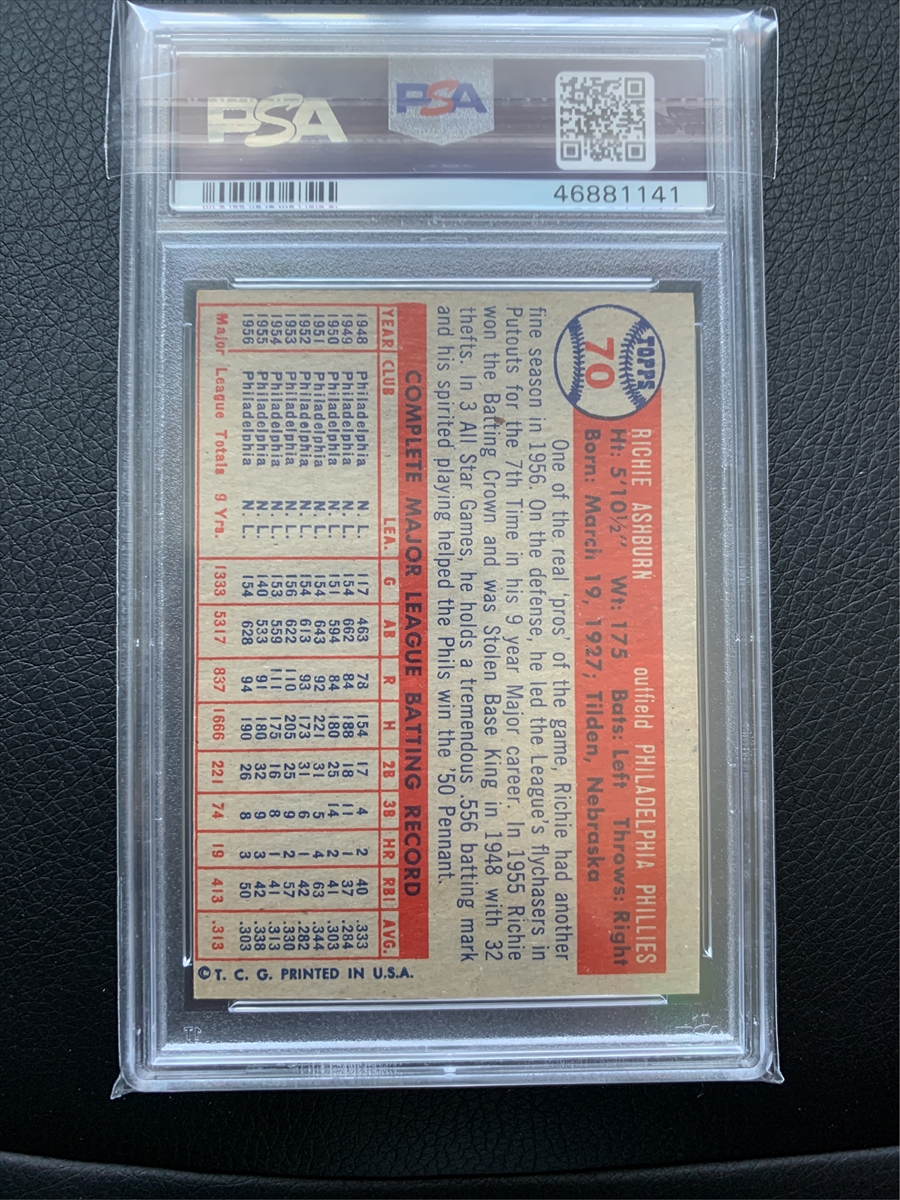 PSA
PSA
46881141
TOPPS
70
RICHIE ASHBURN outfield PHILADELPHIA PHILLIES
Ht: 5'10½" Wt: 175 Bats: Left Throws: Right
Born: March 19, 1927; Tilden, Nebraska
One of the real 'pros' of the game, Richie had another
fine season in 1956. On the defense, he led the League's flychasers in
Putouts for the 7th Time in his 9 year Major career. In 1955 Richie
won the Batting Crown and was Stolen Base King in 1948 with 32
thefts. In 3 All Star Games, he holds a tremendous .556 batting mark
and his spirited playing helped the Phils win the '50 Pennant.
COMPLETE MAJOR LEAGUE BATTING RECORD
YEAR CLUB LEA. G AB R H 2B 3B HR RBI AVG.
1948 Philadelphia N. L. 117 463 78 154 17 4 2 40 .333
1949 Philadelphia N. L. 154 662 84 188 18 11 1 37 .284
1950 Philadelphia N. L. 151 594 84 180 25 14 2 41 .303
1951 Philadelphia N. L. 154 643 92 221 31 5 4 63 .344
1952 Philadelphia N. L. 154 613 93 173 31 6 1 42 .282
1953 Philadelphia N. L. 156 622 110 205 25 9 2 57 .330
1954 Philadelphia N. L. 153 559 111 175 16 8 1 41 .313
1955 Philadelphia N. L. 140 533 91 180 32 9 3 42 .338
1956 Philadelphia N. L. 154 628 94 190 26 8 3 50 .303
Major League Totals 9 Yrs. 1333 5317 837 1666 221 74 19 413 .313
© T. C. G. PRINTED IN U.S.A.